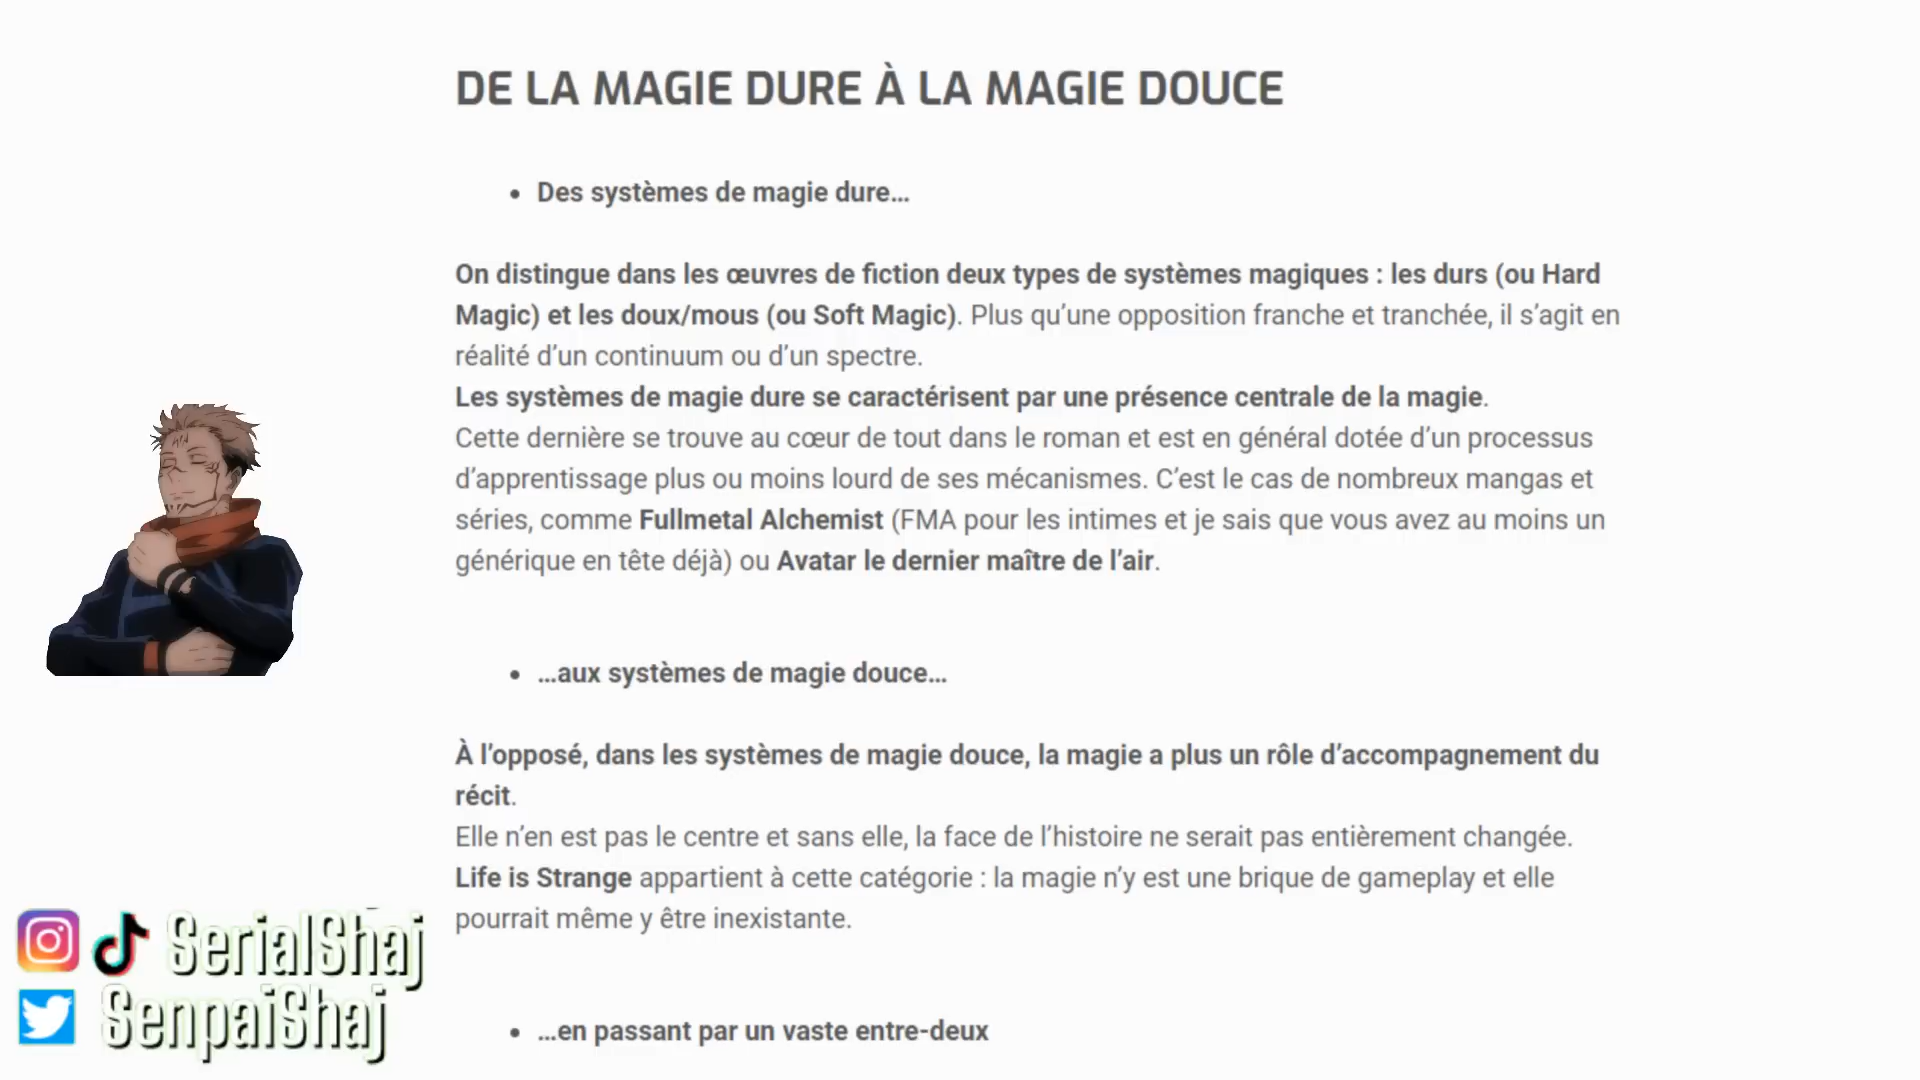 DE LA MAGIE DURE À LA MAGIE DOUCE
• Des systèmes de magie dure…
On distingue dans les œuvres de fiction deux types de systèmes magiques : les durs (ou Hard
Magic) et les doux/mous (ou Soft Magic). Plus qu’une opposition franche et tranchée, il s’agit en
réalité d’un continuum ou d’un spectre.
Les systèmes de magie dure se caractérisent par une présence centrale de la magie.
Cette dernière se trouve au cœur de tout dans le roman et est en général dotée d’un processus
d’apprentissage plus ou moins lourd de ses mécanismes. C’est le cas de nombreux mangas et
séries, comme Fullmetal Alchemist (FMA pour les intimes et je sais que vous avez au moins un
générique en tête déjà) ou Avatar le dernier maître de l’air.
• …aux systèmes de magie douce…
À l’opposé, dans les systèmes de magie douce, la magie a plus un rôle d’accompagnement du
récit.
Elle n’en est pas le centre et sans elle, la face de l’histoire ne serait pas entièrement changée.
Life is Strange appartient à cette catégorie : la magie n’y est une brique de gameplay et elle
pourrait même y être inexistante.
• …en passant par un vaste entre-deux
SerialShaj
SenpaiShaj